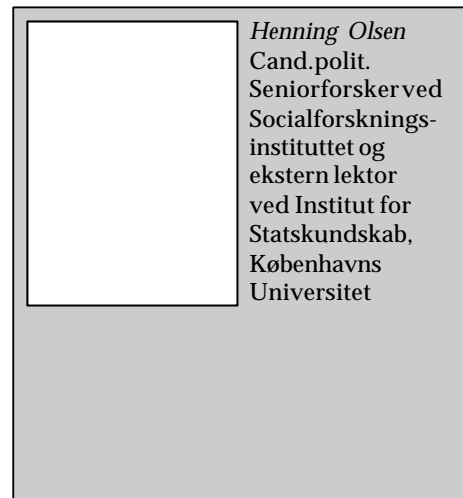 Henning Olsen
Cand.polit.
Seniorforsker ved
Socialforsknings-
instituttet og
ekstern lektor
ved Institut for
Statskundskab,
Københavns
Universitet